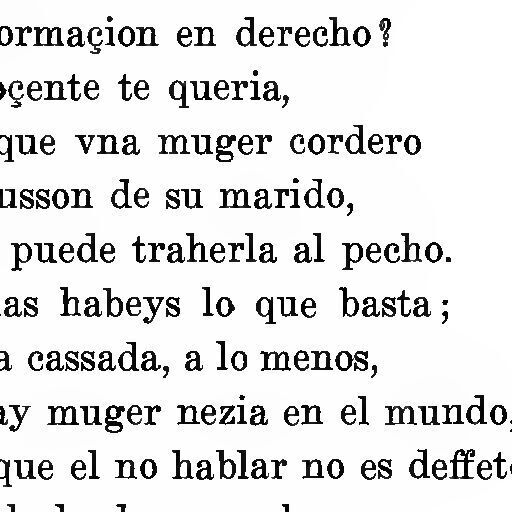 ormaçion en derecho?
oçente te queria,
que vna muger cordero
usson de su marido,
puede traherla al pecho.
as habeys lo que basta;
a cassada, a lo menos,
ay muger nezia en el mundo,
que el no hablar no es deffet